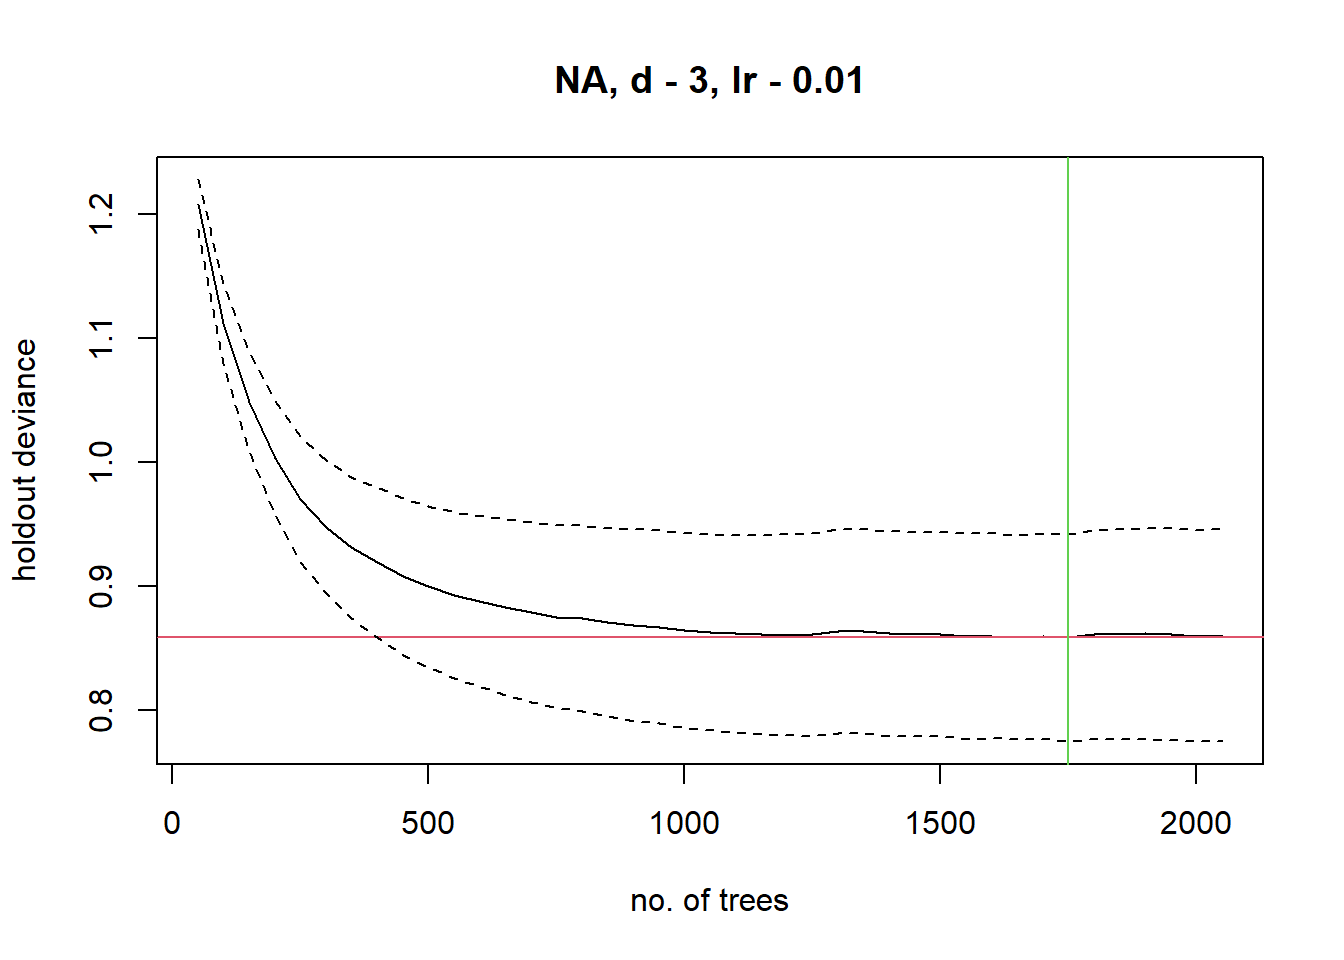 NA, d - 3, lr - 0.01
holdout deviance
1.2
1.1
1.0
0.9
0.8
0 500 1000 1500 2000
no. of trees